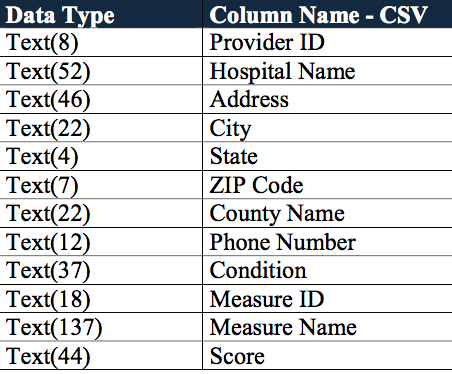 Data Type Column Name - CSV
Text(8) Provider ID
Text(52) Hospital Name
Text(46) Address
Text(22) City
Text(4) State
Text(7) ZIP Code
Text(22) County Name
Text(12) Phone Number
Text(37) Condition
Text(18) Measure ID
Text(137) Measure Name
Text(44) Score